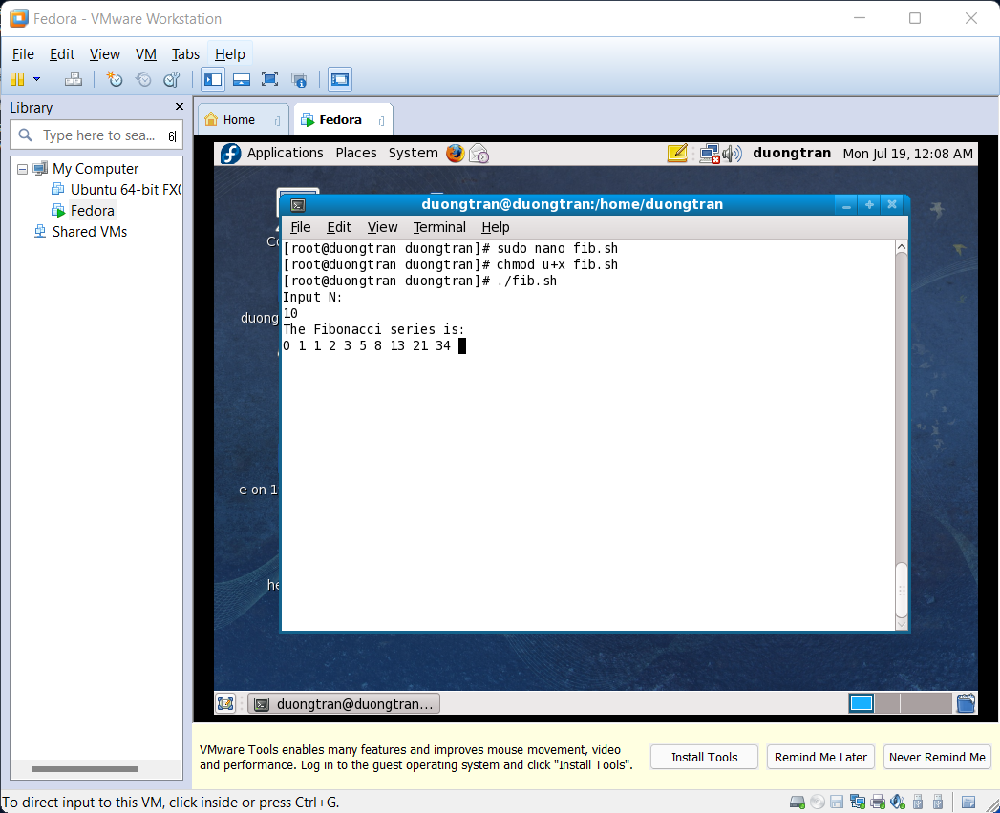 Fedora - VMware Workstation
File Edit View VM Tabs Help
Library
Type here to sea...
My Computer
Ubuntu 64-bit FX
Fedora
Shared VMs
Home
Fedora
Applications Places System duongtran Mon Jul 19, 12:08 AM
duongtran@duongtran:/home/duongtran
File Edit View Terminal Help
[root@duongtran duongtran]# sudo nano fib.sh
[root@duongtran duongtran]# chmod u+x fib.sh
[root@duongtran duongtran]# ./fib.sh
Input N:
10
The Fibonacci series is:
0 1 1 2 3 5 8 13 21 34
duong
e on 1
he
duongtran@duongtran...
VMware Tools enables many features and improves mouse movement, video
and performance. Log in to the guest operating system and click "Install Tools".
Install Tools Remind Me Later Never Remind Me
To direct input to this VM, click inside or press Ctrl+G.